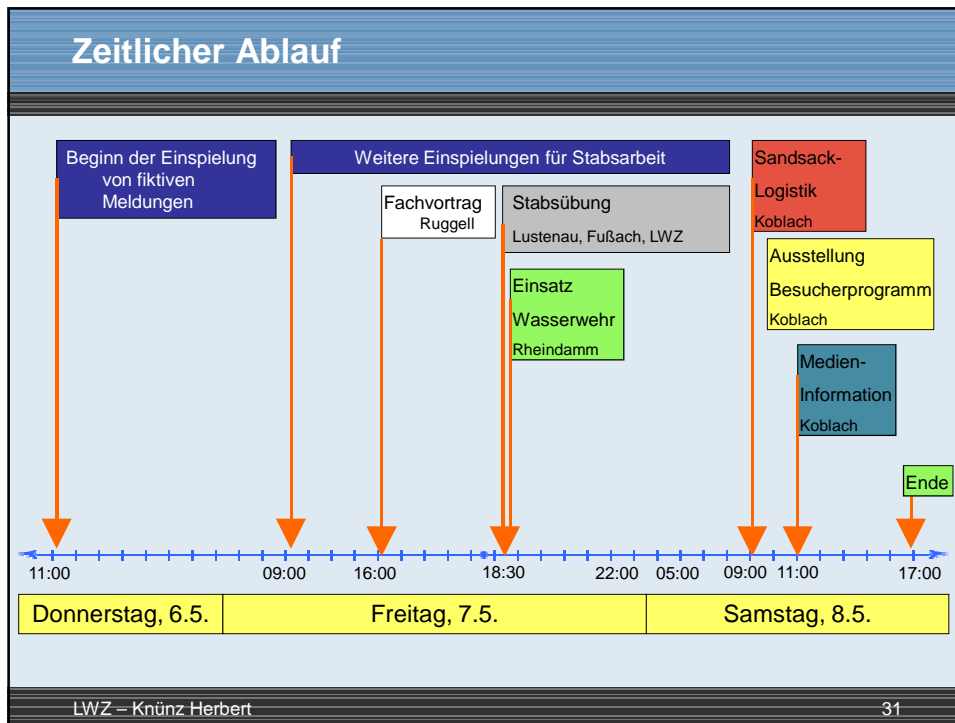 Zeitlicher Ablauf
Beginn der Einspielung
von fiktiven
Meldungen
Weitere Einspielungen für Stabsarbeit
Fachvortrag
Ruggell
Stabsübung
Lustenau, Fußach, LWZ
Einsatz
Wasserwehr
Rheindamm
Sandsack-
Logistik
Koblach
Ausstellung
Besucherprogramm
Koblach
Medien-
Information
Koblach
Ende
11:00
09:00
16:00
18:30
22:00
05:00
09:00
11:00
17:00
Donnerstag, 6.5.
Freitag, 7.5.
Samstag, 8.5.
LWZ – Knünz Herbert
31